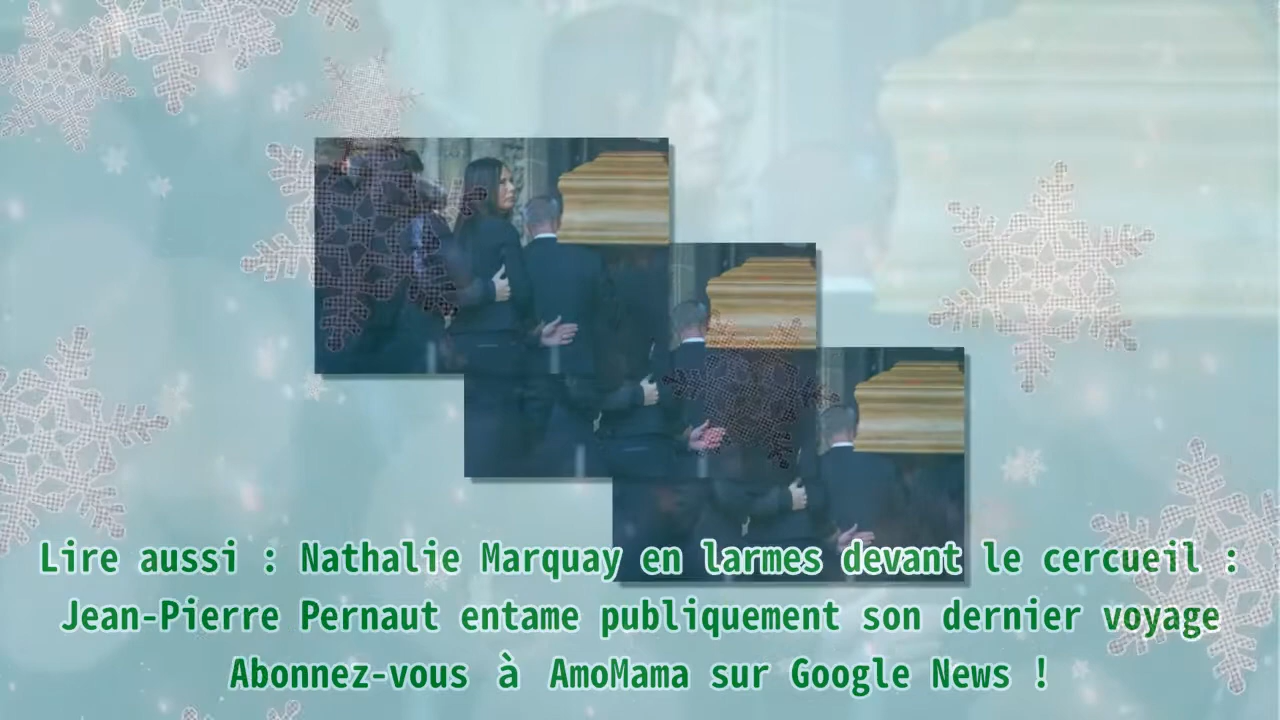 Lire aussi : Nathalie Marquay en larmes devant le cercueil :
Jean-Pierre Pernaut entame publiquement son dernier voyage
Abonnez-vous à AmoMama sur Google News !